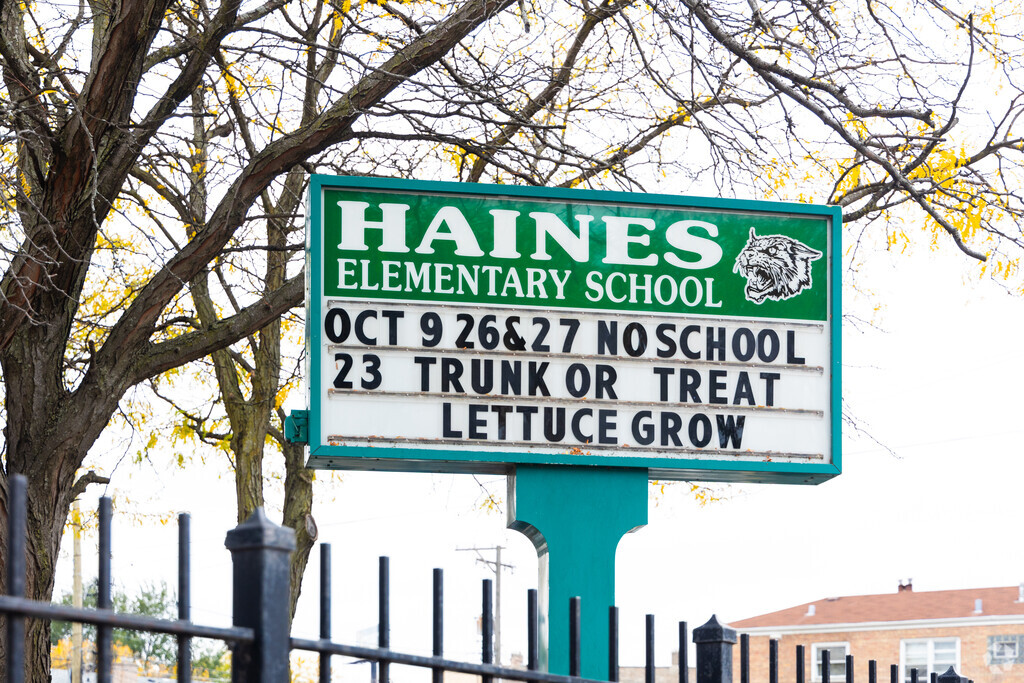 HAINES
ELEMENTARY SCHOOL
OCT 9 26&27 NO SCHOOL
23 TRUNK OR TREAT
LETTUCE GROW